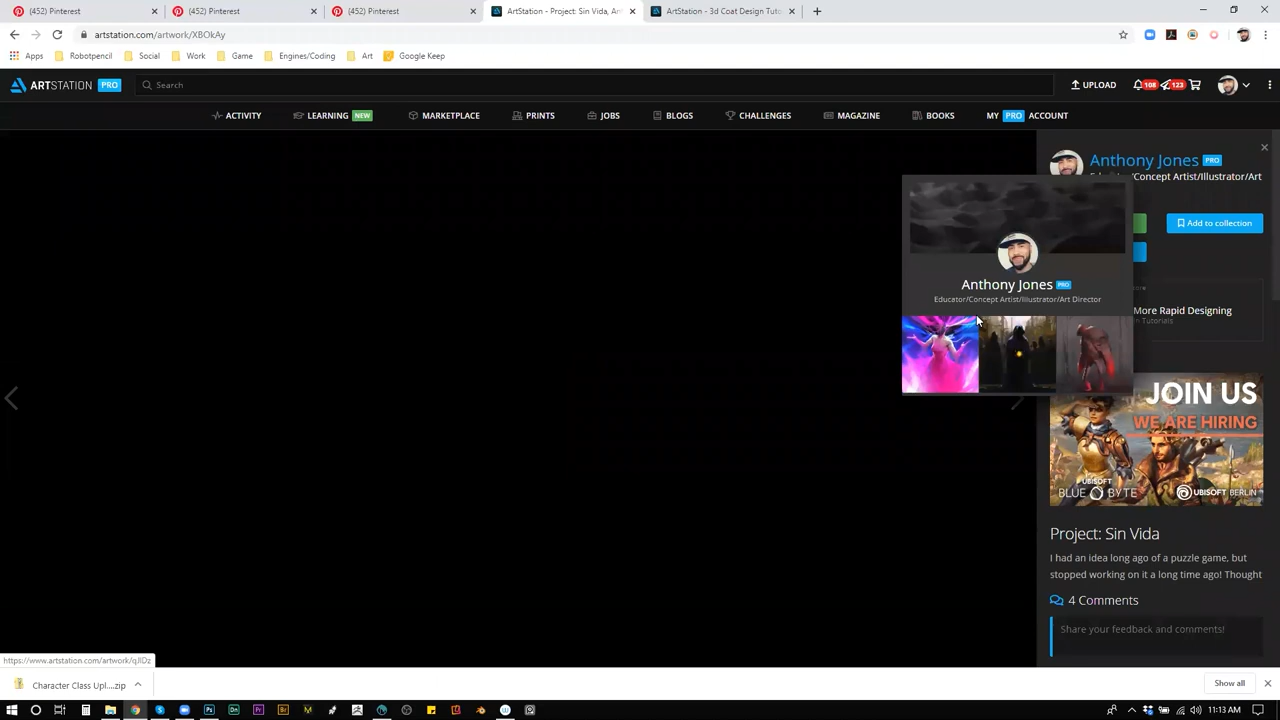 (452) Pinterest
(452) Pinterest
(452) Pinterest
ArtStation - Project: Sin Vida, An
ArtStation - 3d Coat Design Tuto
artstation.com/artwork/XBOkAy
Apps Robotpencil Social Work Game Engines/Coding Art Google Keep
ARTSTATION PRO Search UPLOAD 108 123
ACTIVITY LEARNING NEW MARKETPLACE PRINTS JOBS BLOGS CHALLENGES MAGAZINE BOOKS MY PRO ACCOUNT
Anthony Jones PRO
/Concept Artist/Illustrator/Art
Add to collection
Anthony Jones PRO
Educator/Concept Artist/Illustrator/Art Director
More Rapid Designing
n Tutorials
JOIN US
WE ARE HIRING
UBISOFT
BLUE BYTE
UBISOFT BERLIN
Project: Sin Vida
I had an idea long ago of a puzzle game, but
stopped working on it a long time ago! Thought
4 Comments
Share your feedback and comments!
https://www.artstation.com/artwork/qJlDz
Character Class Upl....zip
Show all
11:13 AM